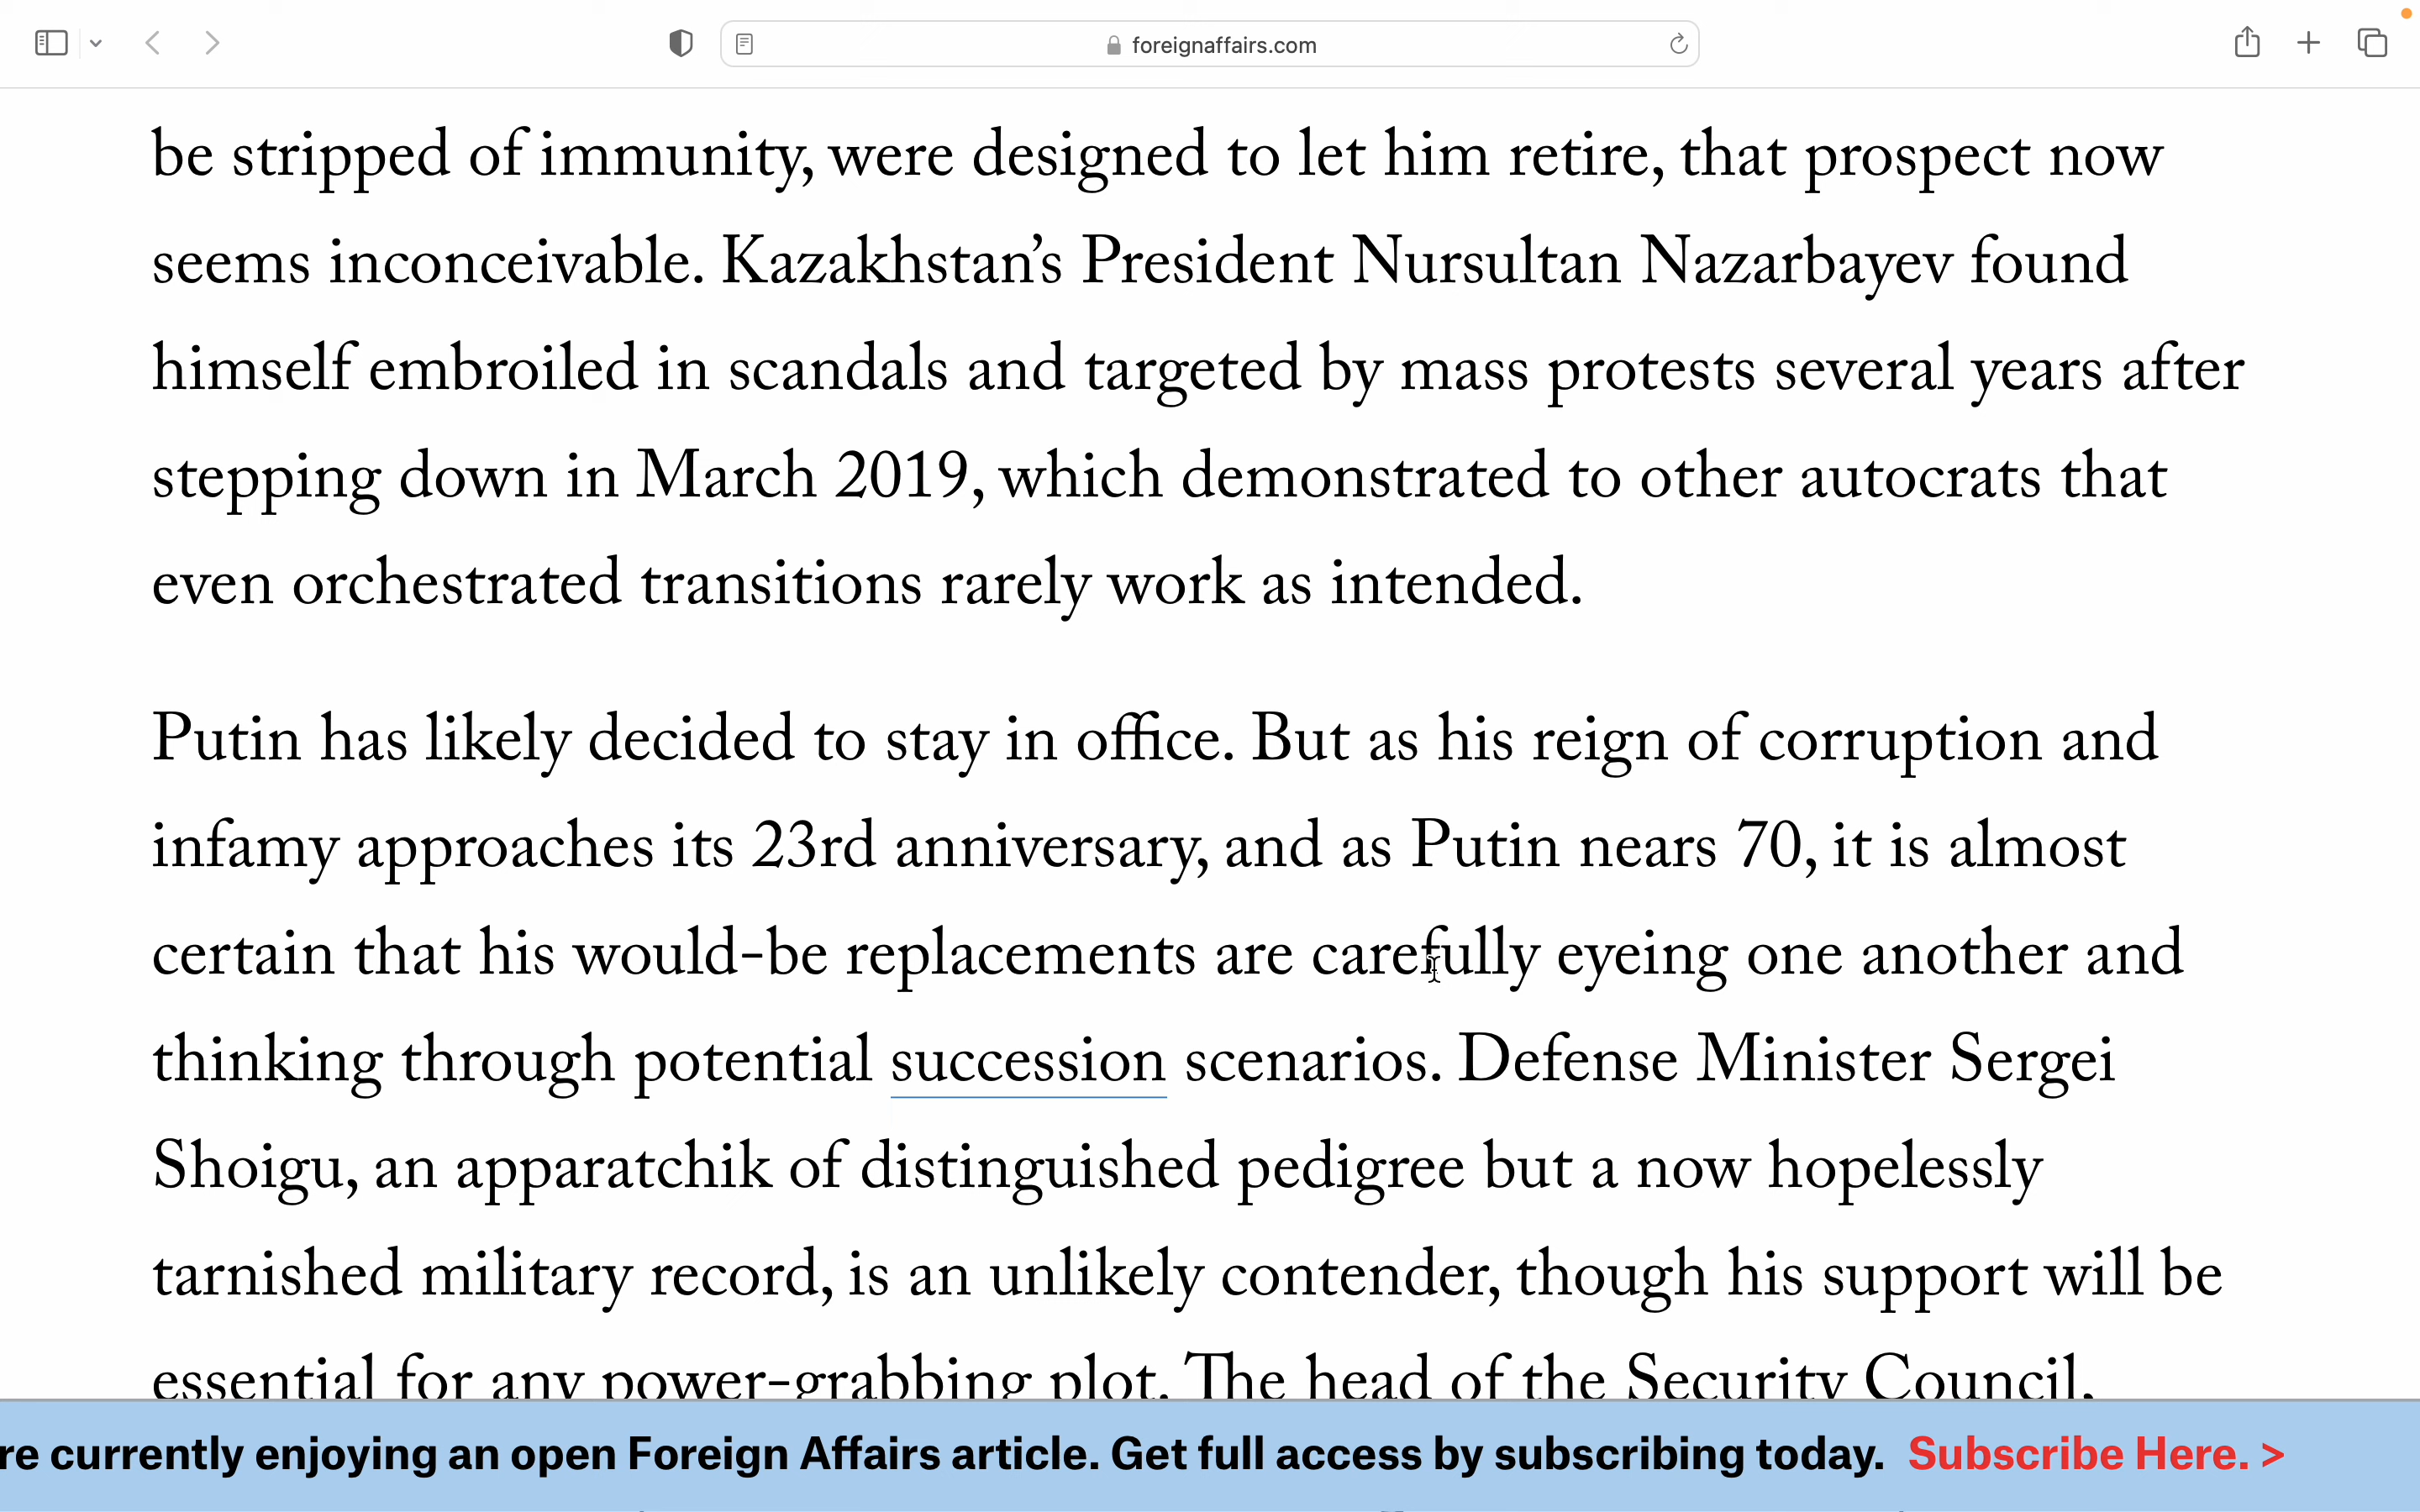 foreignaffairs.com
be stripped of immunity, were designed to let him retire, that prospect now
seems inconceivable. Kazakhstan’s President Nursultan Nazarbayev found
himself embroiled in scandals and targeted by mass protests several years after
stepping down in March 2019, which demonstrated to other autocrats that
even orchestrated transitions rarely work as intended.
Putin has likely decided to stay in office. But as his reign of corruption and
infamy approaches its 23rd anniversary, and as Putin nears 70, it is almost
certain that his would-be replacements are carefully eyeing one another and
thinking through potential succession scenarios. Defense Minister Sergei
Shoigu, an apparatchik of distinguished pedigree but a now hopelessly
tarnished military record, is an unlikely contender, though his support will be
essential for any power-grabbing plot. The head of the Security Council,
re currently enjoying an open Foreign Affairs article. Get full access by subscribing today. Subscribe Here. >